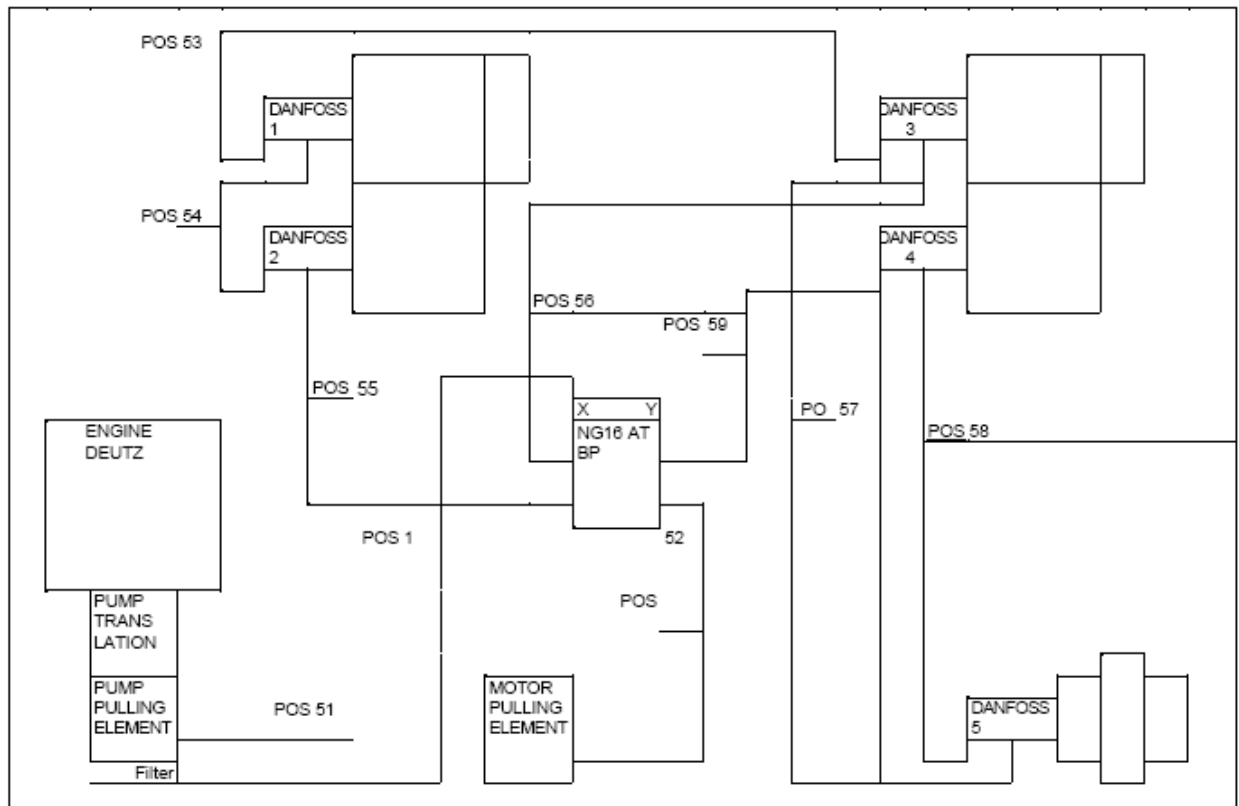 POS 53
DANFOSS
1
DANFOSS
3
POS 54
DANFOSS
2
DANFOSS
4
POS 56
POS 59
POS 55
X Y
NG16 AT
BP
PO 57
POS 58
ENGINE
DEUTZ
POS 1
52
PUMP
TRANS
LATION
POS
PUMP
PULLING
ELEMENT
POS 51
MOTOR
PULLING
ELEMENT
DANFOSS
5
Filter